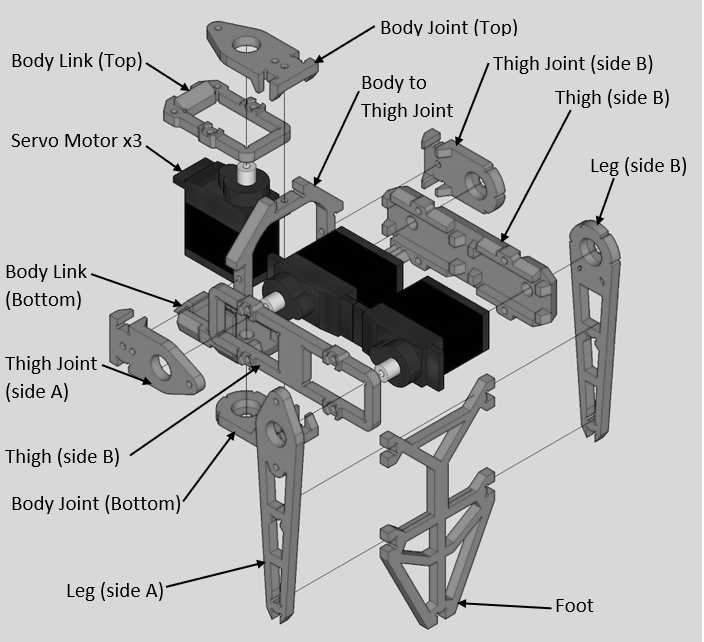 Body Joint (Top)
Body Link (Top)
Thigh Joint (side B)
Body to
Thigh Joint
Thigh (side B)
Servo Motor x3
Leg (side B)
Body Link
(Bottom)
Thigh Joint
(side A)
Thigh (side B)
Body Joint (Bottom)
Leg (side A)
Foot